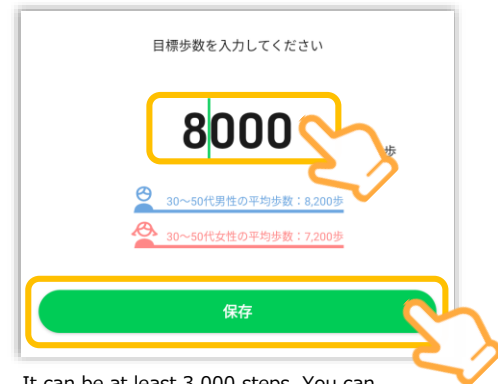 目標歩数を入力してください
8000
歩
30～50代男性の平均歩数：8,200歩
30～50代女性の平均歩数：7,200歩
保存
It can be at least 3,000 steps. You can